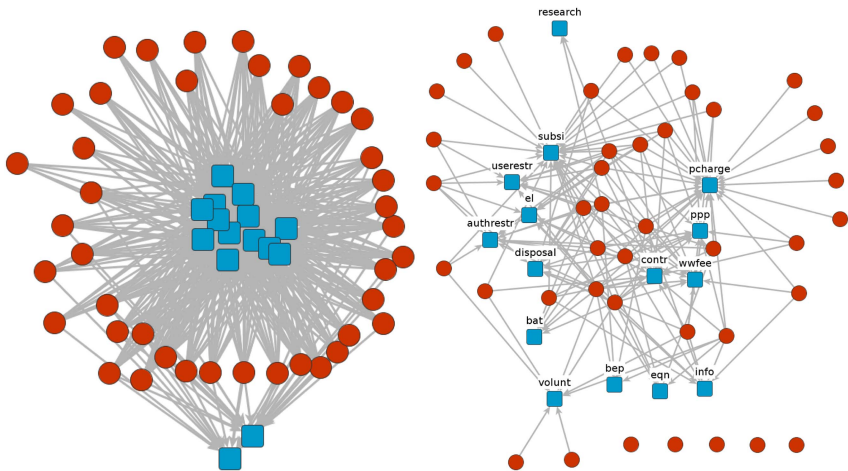 research
subsi
userestr
pcharge
el
authrestr
ppp
disposal
contr
wwfee
bat
volunt
bep
eqn
info